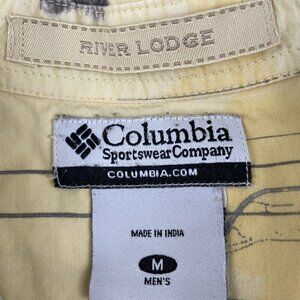 RIVER LODGE
Columbia
Sportswear Company
COLUMBIA.COM
MADE IN INDIA
M
MEN'S